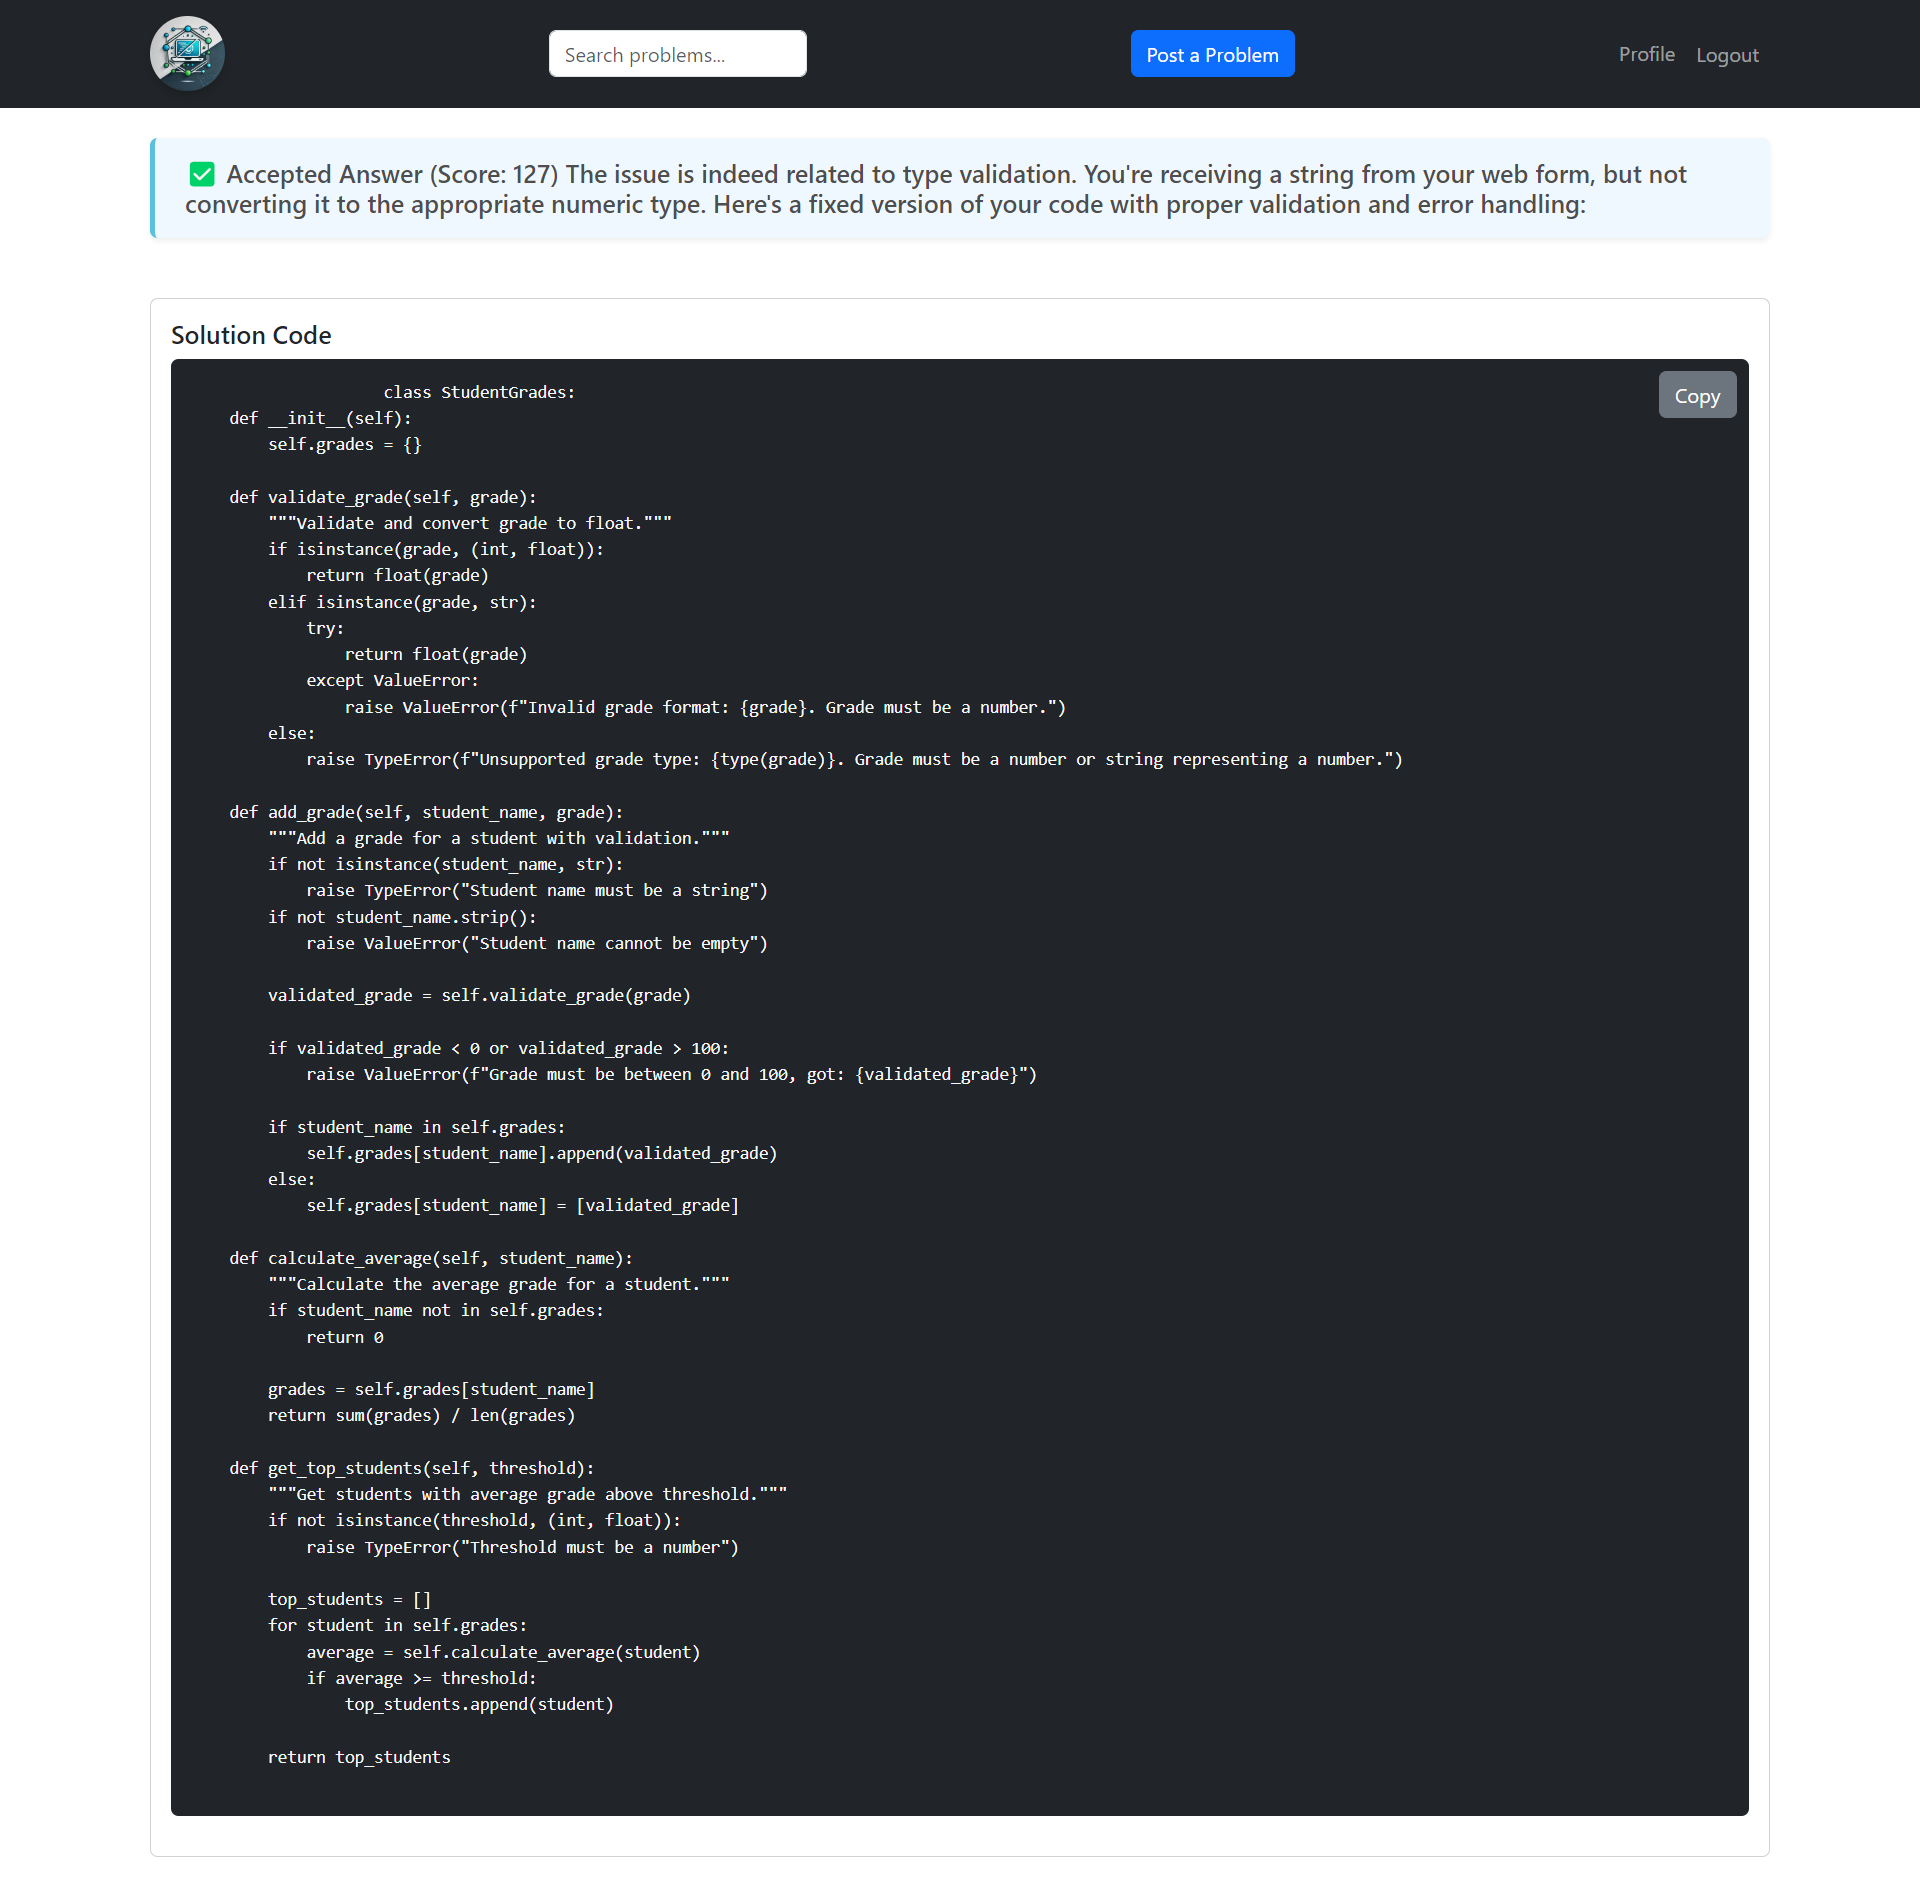 Search problems...
Post a Problem
Profile
Logout
✅ Accepted Answer (Score: 127) The issue is indeed related to type validation. You're receiving a string from your web form, but not
converting it to the appropriate numeric type. Here's a fixed version of your code with proper validation and error handling:
Solution Code
Copy
                class StudentGrades:
def __init__(self):
    self.grades = {}

def validate_grade(self, grade):
    """Validate and convert grade to float."""
    if isinstance(grade, (int, float)):
        return float(grade)
    elif isinstance(grade, str):
        try:
            return float(grade)
        except ValueError:
            raise ValueError(f"Invalid grade format: {grade}. Grade must be a number.")
    else:
        raise TypeError(f"Unsupported grade type: {type(grade)}. Grade must be a number or string representing a number.")

def add_grade(self, student_name, grade):
    """Add a grade for a student with validation."""
    if not isinstance(student_name, str):
        raise TypeError("Student name must be a string")
    if not student_name.strip():
        raise ValueError("Student name cannot be empty")

    validated_grade = self.validate_grade(grade)

    if validated_grade < 0 or validated_grade > 100:
        raise ValueError(f"Grade must be between 0 and 100, got: {validated_grade}")

    if student_name in self.grades:
        self.grades[student_name].append(validated_grade)
    else:
        self.grades[student_name] = [validated_grade]

def calculate_average(self, student_name):
    """Calculate the average grade for a student."""
    if student_name not in self.grades:
        return 0

    grades = self.grades[student_name]
    return sum(grades) / len(grades)

def get_top_students(self, threshold):
    """Get students with average grade above threshold."""
    if not isinstance(threshold, (int, float)):
        raise TypeError("Threshold must be a number")

    top_students = []
    for student in self.grades:
        average = self.calculate_average(student)
        if average >= threshold:
            top_students.append(student)

    return top_students